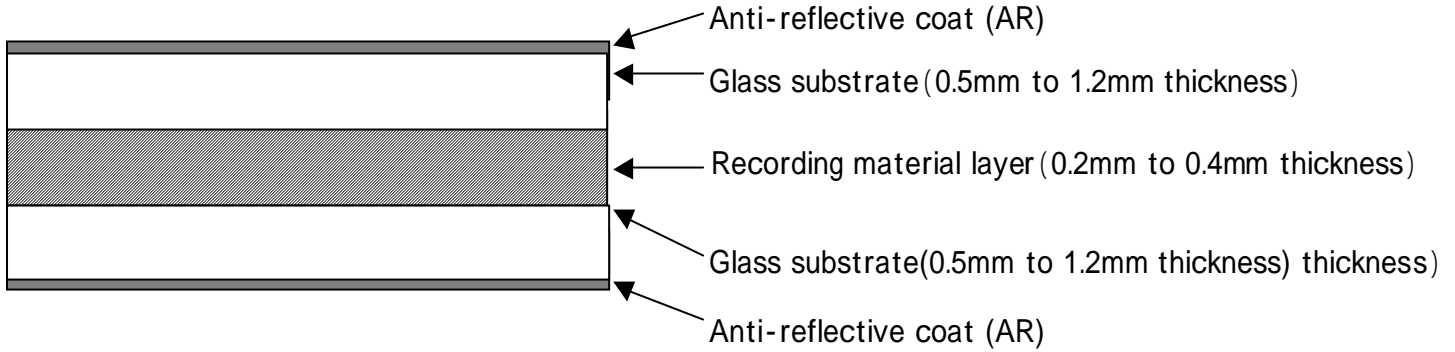 Anti-reflective coat (AR)
Glass substrate(0.5mm to 1.2mm thickness)
Recording material layer(0.2mm to 0.4mm thickness)
Glass substrate(0.5mm to 1.2mm thickness) thickness)
Anti-reflective coat (AR)